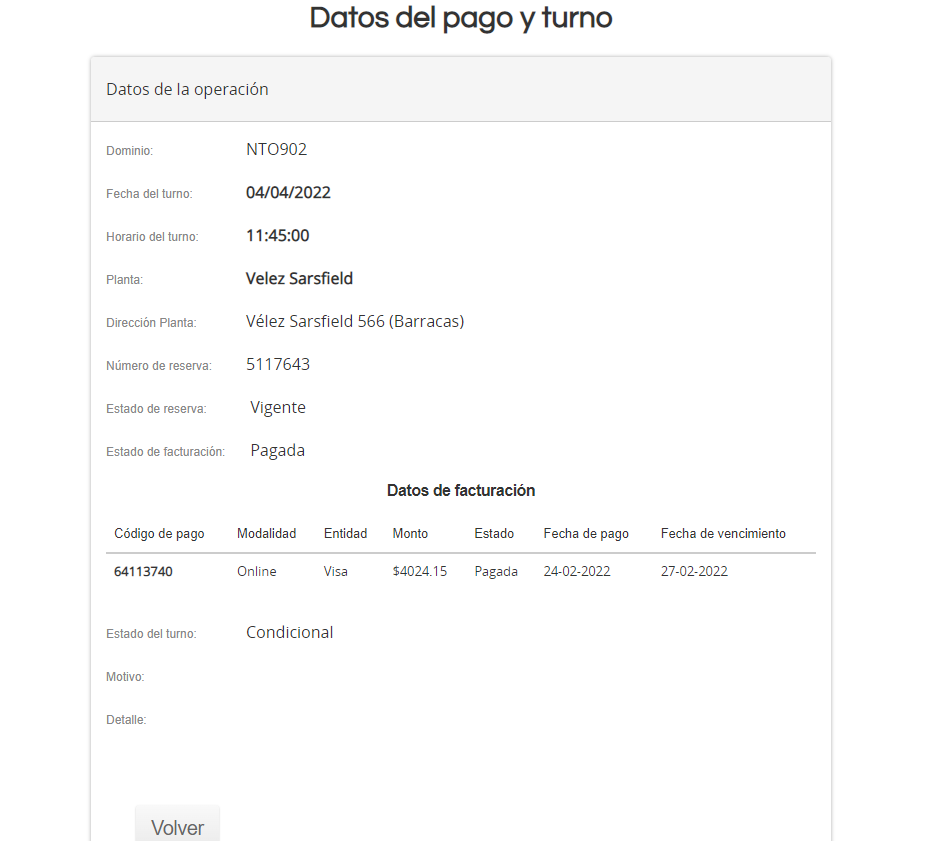 Datos del pago y turno
Datos de la operación
Dominio: NTO902
Fecha del turno: 04/04/2022
Horario del turno: 11:45:00
Planta: Velez Sarsfield
Dirección Planta: Vélez Sarsfield 566 (Barracas)
Número de reserva: 5117643
Estado de reserva: Vigente
Estado de facturación: Pagada
Datos de facturación
Código de pago Modalidad Entidad Monto Estado Fecha de pago Fecha de vencimiento
64113740 Online Visa $4024.15 Pagada 24-02-2022 27-02-2022
Estado del turno: Condicional
Motivo:
Detalle:
Volver